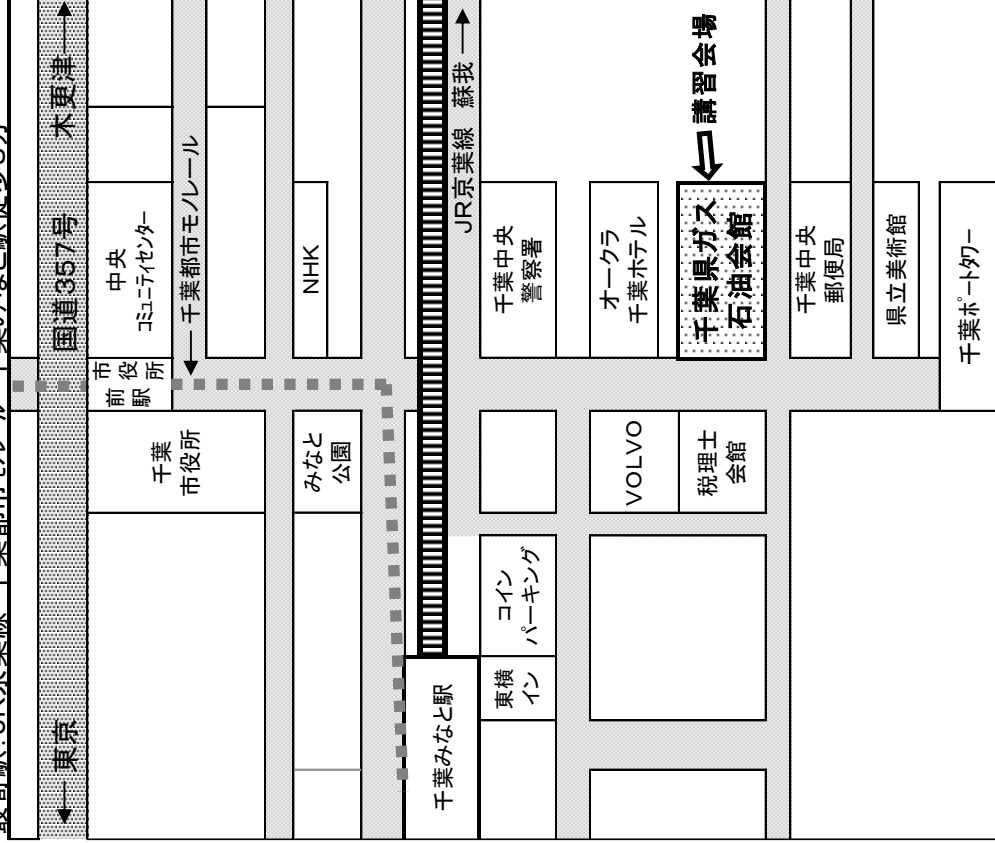 ← 東京
国道357号
木更津 →
千葉
市役所
市役所
前駅
中央
コミュニティセンター
← 千葉都市モノレール
みなと
公園
NHK
千葉みなと駅
JR京葉線 蘇我 →
東横
イン
コイン
パーキング
千葉中央
警察署
VOLVO
オークラ
千葉ホテル
税理士
会館
千葉県ガス
石油会館
講習会場
千葉中央
郵便局
県立美術館
千葉ポートタワー